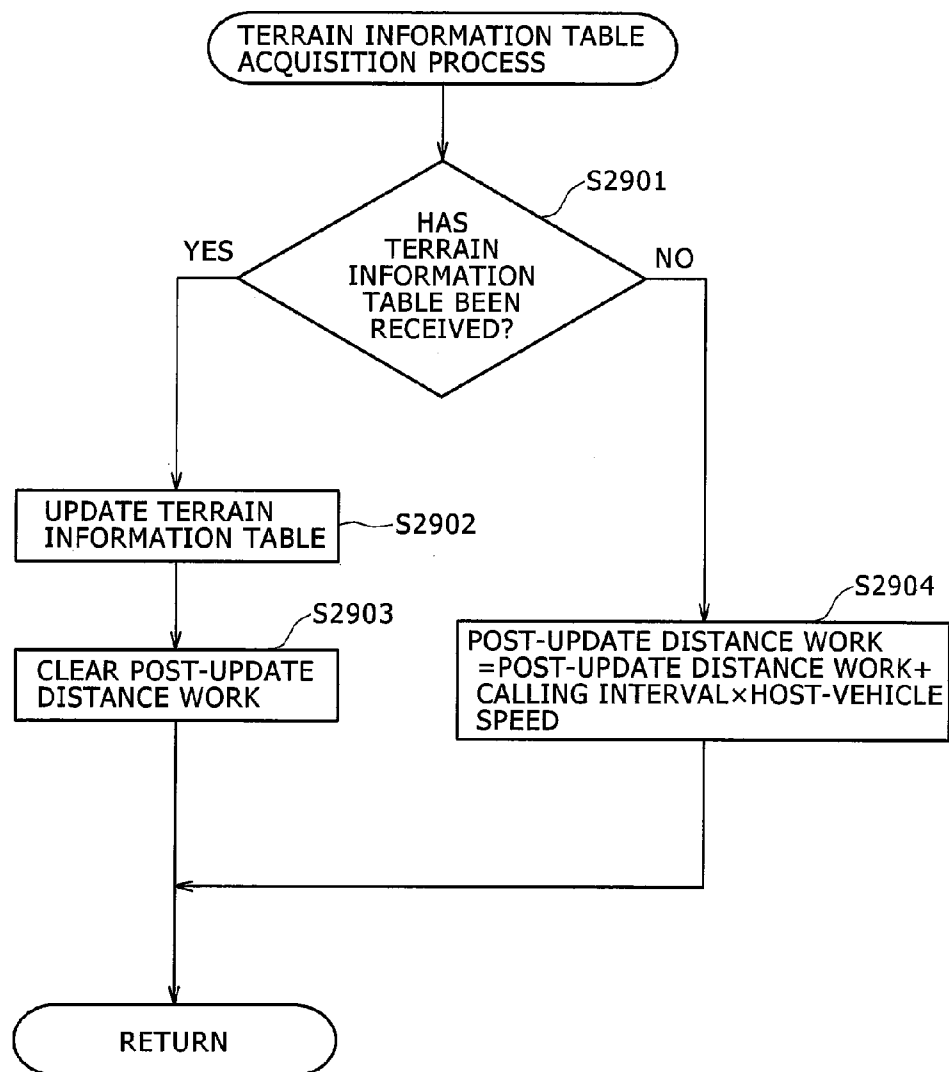 TERRAIN INFORMATION TABLE
ACQUISITION PROCESS
S2901
HAS
TERRAIN
INFORMATION
TABLE BEEN
RECEIVED?
YES
NO
UPDATE TERRAIN
INFORMATION TABLE
S2902
S2903
CLEAR POST-UPDATE
DISTANCE WORK
S2904
POST-UPDATE DISTANCE WORK
=POST-UPDATE DISTANCE WORK+
CALLING INTERVAL×HOST-VEHICLE
SPEED
RETURN